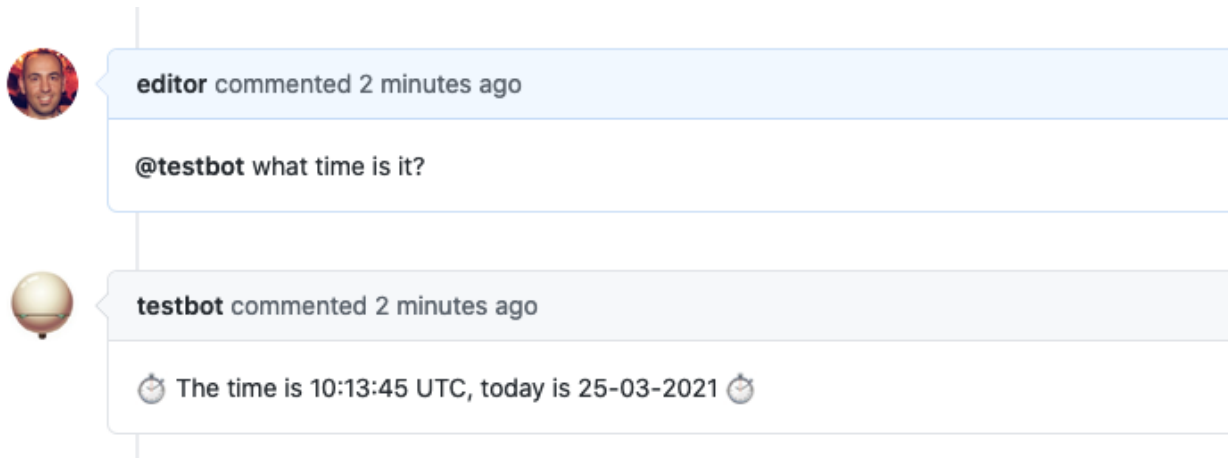 editor commented 2 minutes ago
@testbot what time is it?
testbot commented 2 minutes ago
⏱ The time is 10:13:45 UTC, today is 25-03-2021 ⏱